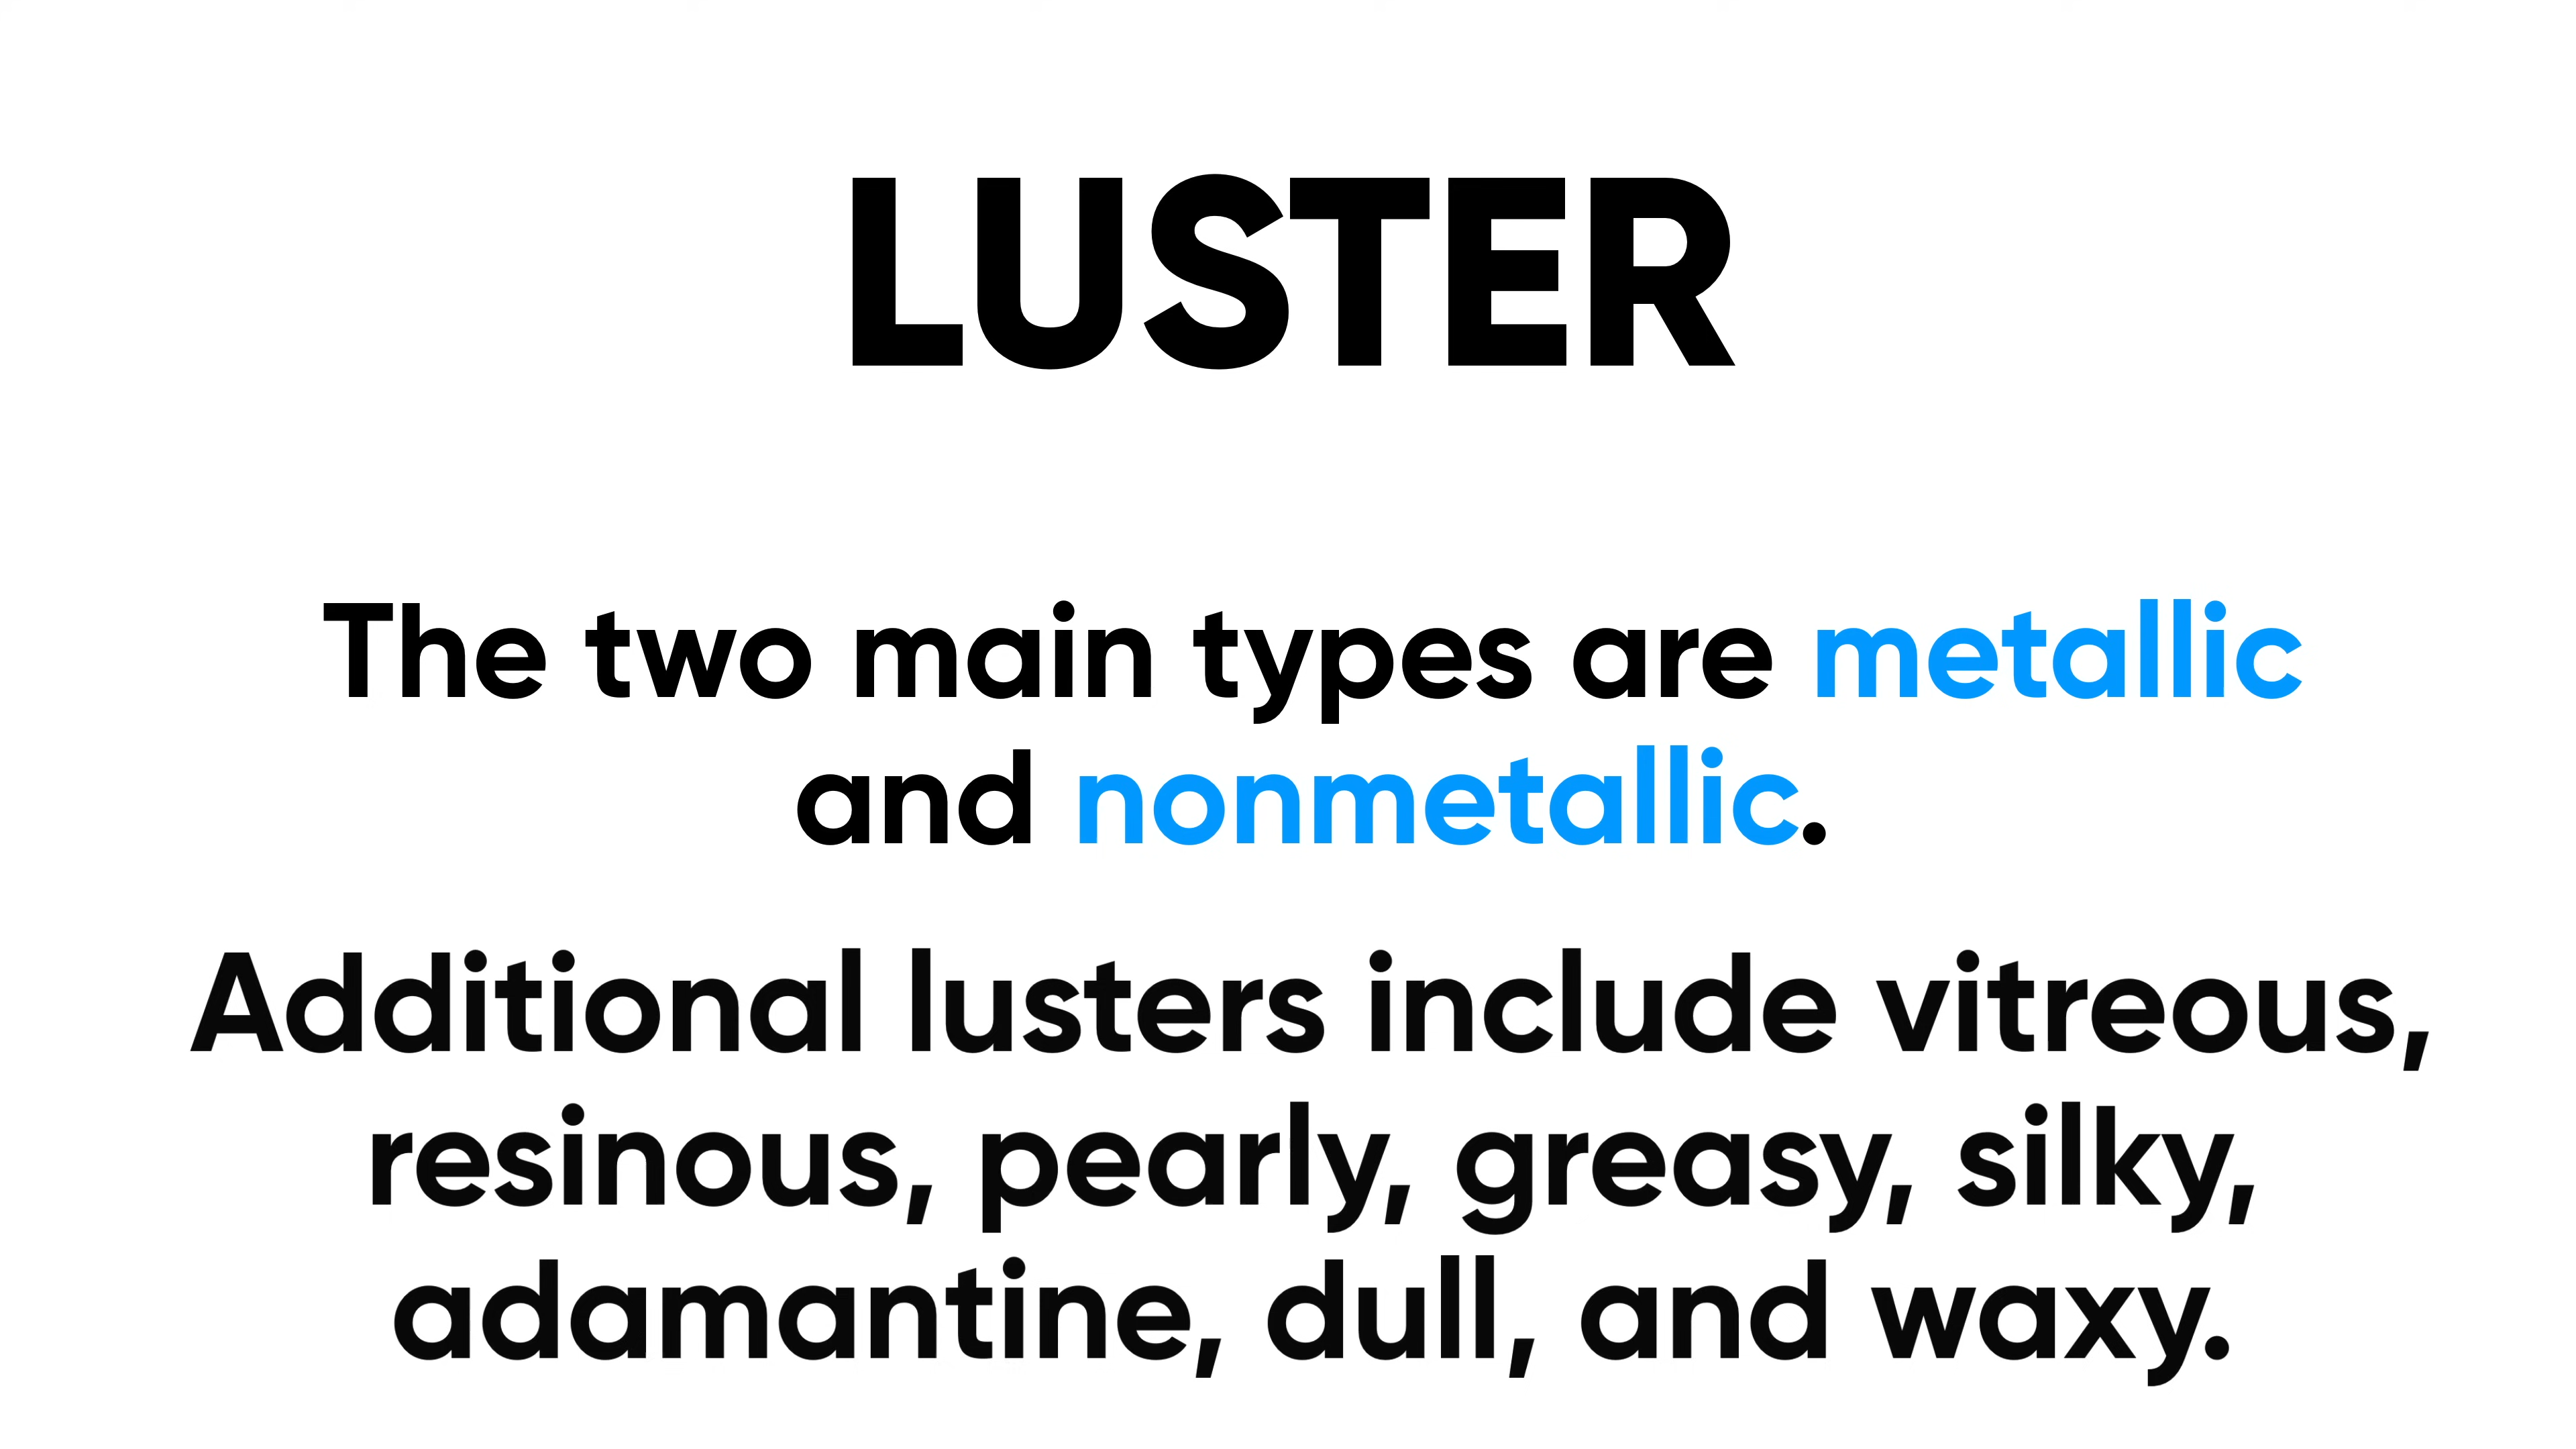 LUSTER
The two main types are metallic
and nonmetallic.
Additional lusters include vitreous,
resinous, pearly, greasy, silky,
adamantine, dull, and waxy.